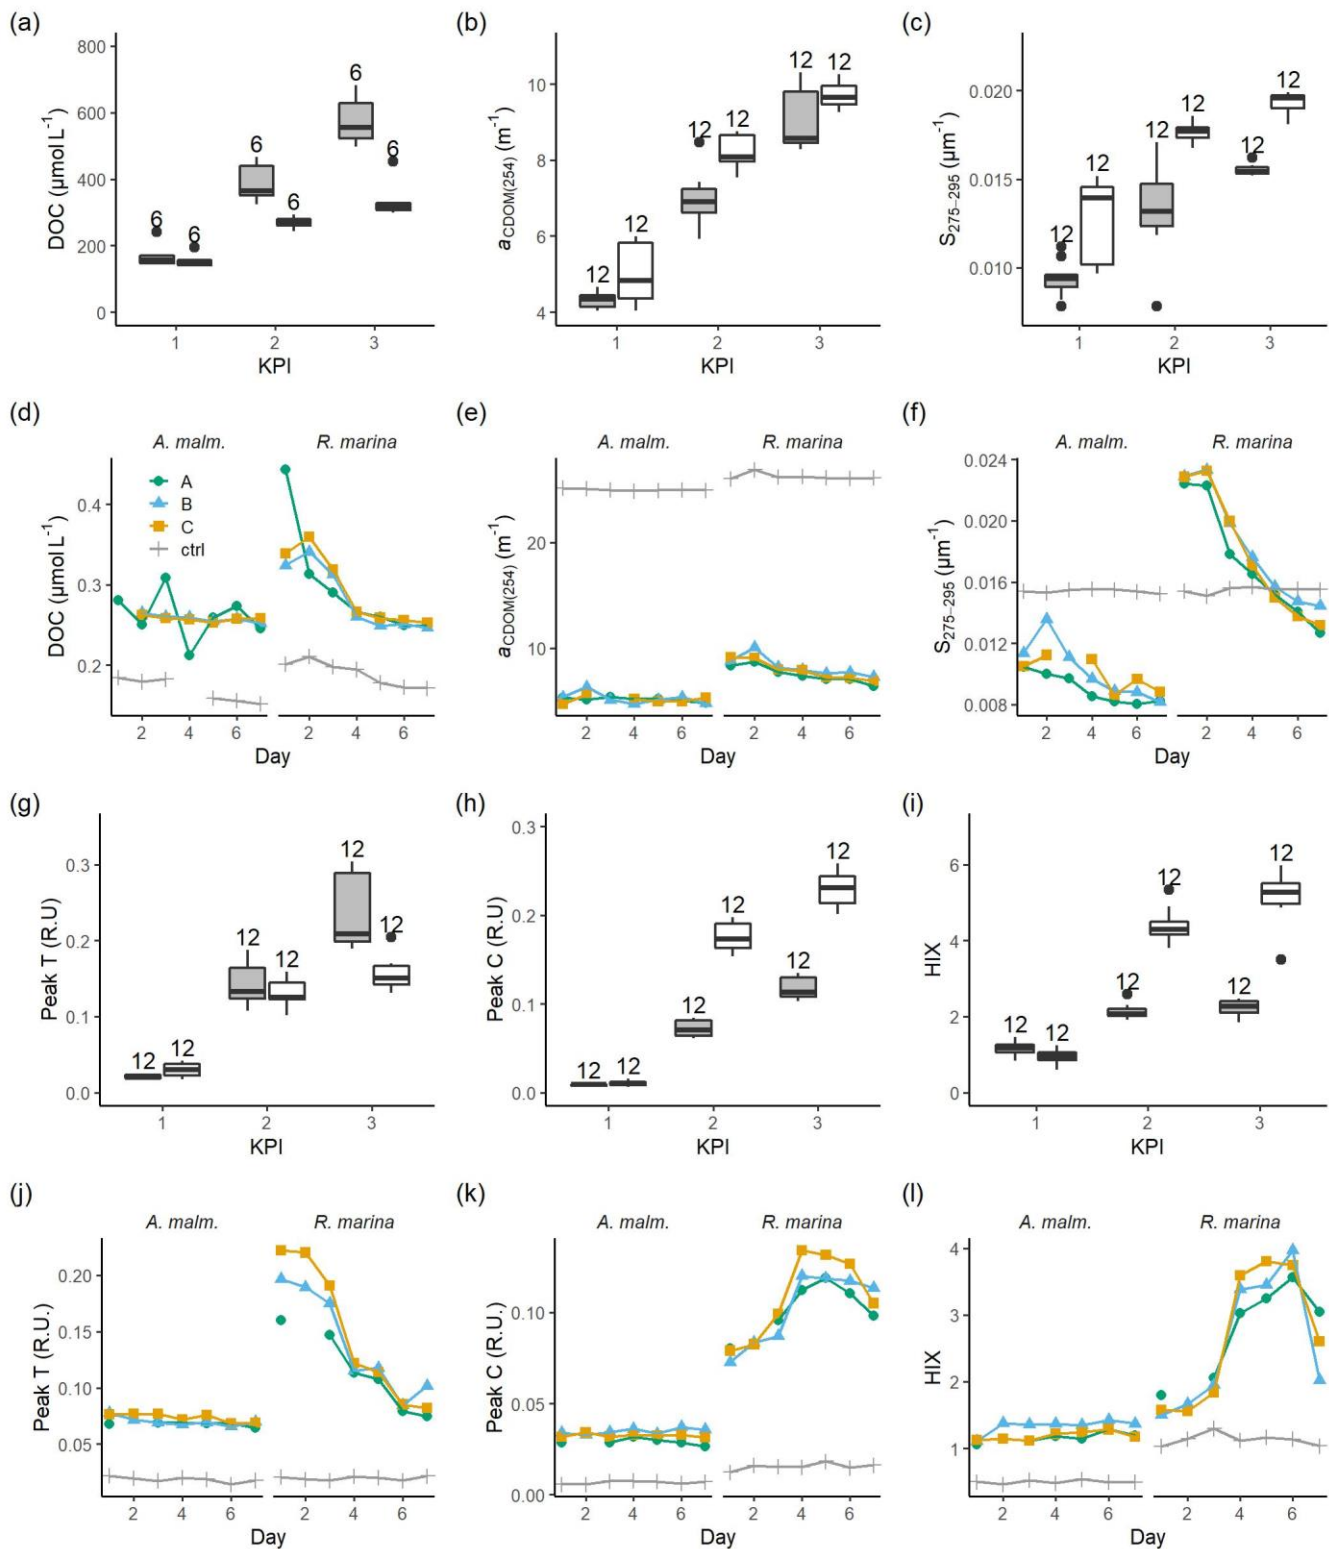 (a)
800
600
400
200
0
DOC (µmol L⁻¹)
6
6
6
6
6
6
1
2
3
KPI
(b)
10
8
6
4
aCDOM(254) (m⁻¹)
12
12
12
12
12
12
1
2
3
KPI
(c)
0.020
0.015
0.010
S275−295 (µm⁻¹)
12
12
12
12
12
12
1
2
3
KPI
(d)
A. malm.
R. marina
A
B
C
ctrl
0.4
0.3
0.2
DOC (µmol L⁻¹)
2
4
6
2
4
6
Day
(e)
A. malm.
R. marina
20
10
aCDOM(254) (m⁻¹)
2
4
6
2
4
6
Day
(f)
A. malm.
R. marina
0.024
0.020
0.016
0.012
0.008
S275−295 (µm⁻¹)
2
4
6
2
4
6
Day
(g)
0.3
0.2
0.1
0.0
Peak T (R.U)
12
12
12
12
12
12
1
2
3
KPI
(h)
0.3
0.2
0.1
0.0
Peak C (R.U)
12
12
12
12
12
12
1
2
3
KPI
(i)
6
4
2
0
HIX
12
12
12
12
12
12
1
2
3
KPI
(j)
A. malm.
R. marina
0.20
0.15
0.10
0.05
Peak T (R.U.)
2
4
6
2
4
6
Day
(k)
A. malm.
R. marina
0.10
0.05
0.00
Peak C (R.U.)
2
4
6
2
4
6
Day
(l)
A. malm.
R. marina
4
3
2
1
HIX
2
4
6
2
4
6
Day